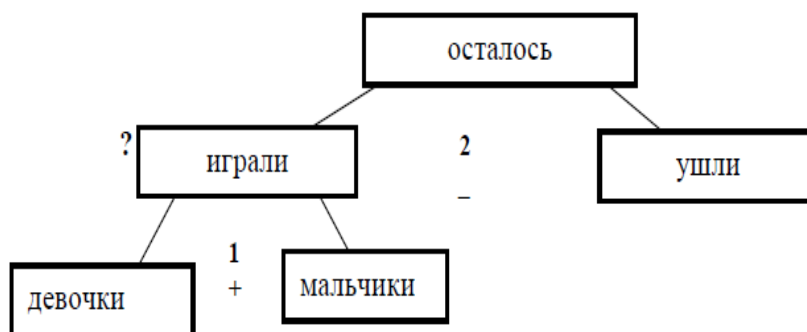 осталось
?
играли
2
–
ушли
1
+
девочки
мальчики